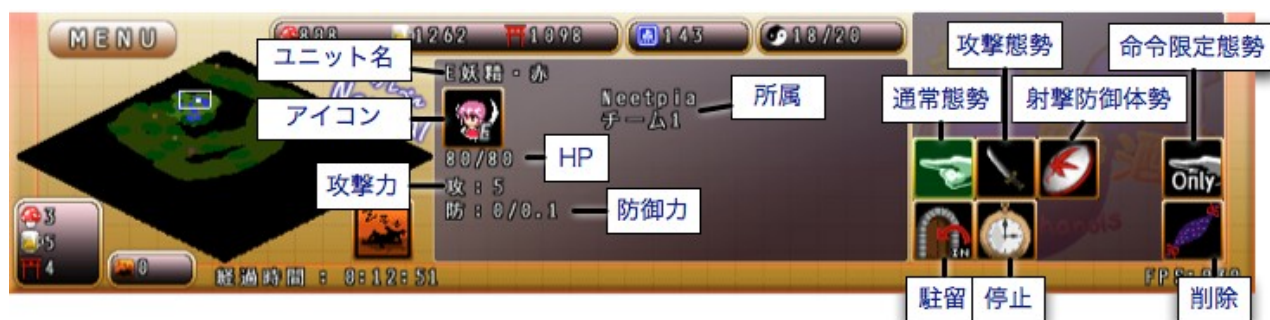 MENU
808
1262
1098
143
18/20
ユニット名
E妖精・赤
アイコン
Neetpia
チーム1
所属
80/80
HP
攻撃力
攻：5
防：0/0.1
防御力
攻撃態勢
命令限定態勢
通常態勢
射撃防御体勢
Only
IN
3
95
4
0
経過時間 : 0:12:51
駐留
停止
削除